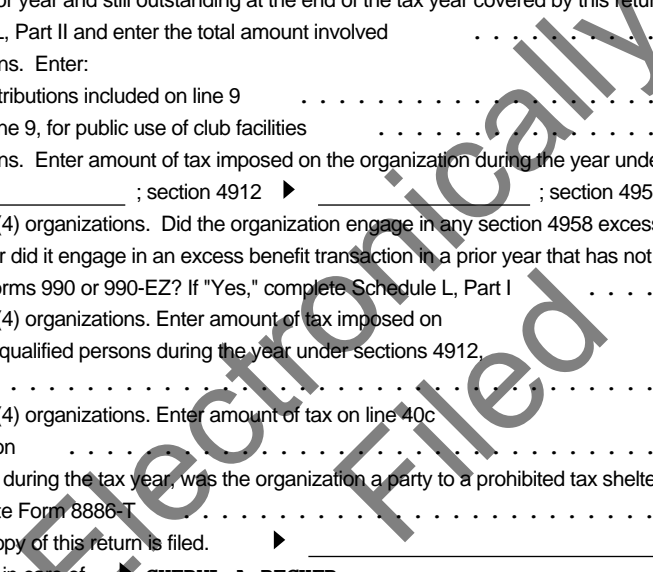 or year and still outstanding at the end of the tax year covered by this retur
L, Part II and enter the total amount involved . . . . . . . . . .
ns. Enter:
tributions included on line 9 . . . . . . . . . . . . . . . . . . .
ne 9, for public use of club facilities . . . . . . . . . . . . . . .
ns. Enter amount of tax imposed on the organization during the year unde
; section 4912 ▶ ; section 495
(4) organizations. Did the organization engage in any section 4958 excess
r did it engage in an excess benefit transaction in a prior year that has not
orms 990 or 990-EZ? If "Yes," complete Schedule L, Part I . . . .
(4) organizations. Enter amount of tax imposed on
qualified persons during the year under sections 4912,
. . . . . . . . . . . . . . . . . . . . . . . . . . . . . . . . . .
(4) organizations. Enter amount of tax on line 40c
on . . . . . . . . . . . . . . . . . . . . . . . . . . . . . . .
during the tax year, was the organization a party to a prohibited tax shelte
te Form 8886-T . . . . . . . . . . . . . . . . . . . . . . . . .
opy of this return is filed. ▶
in care of ▶
Electronically
Filed